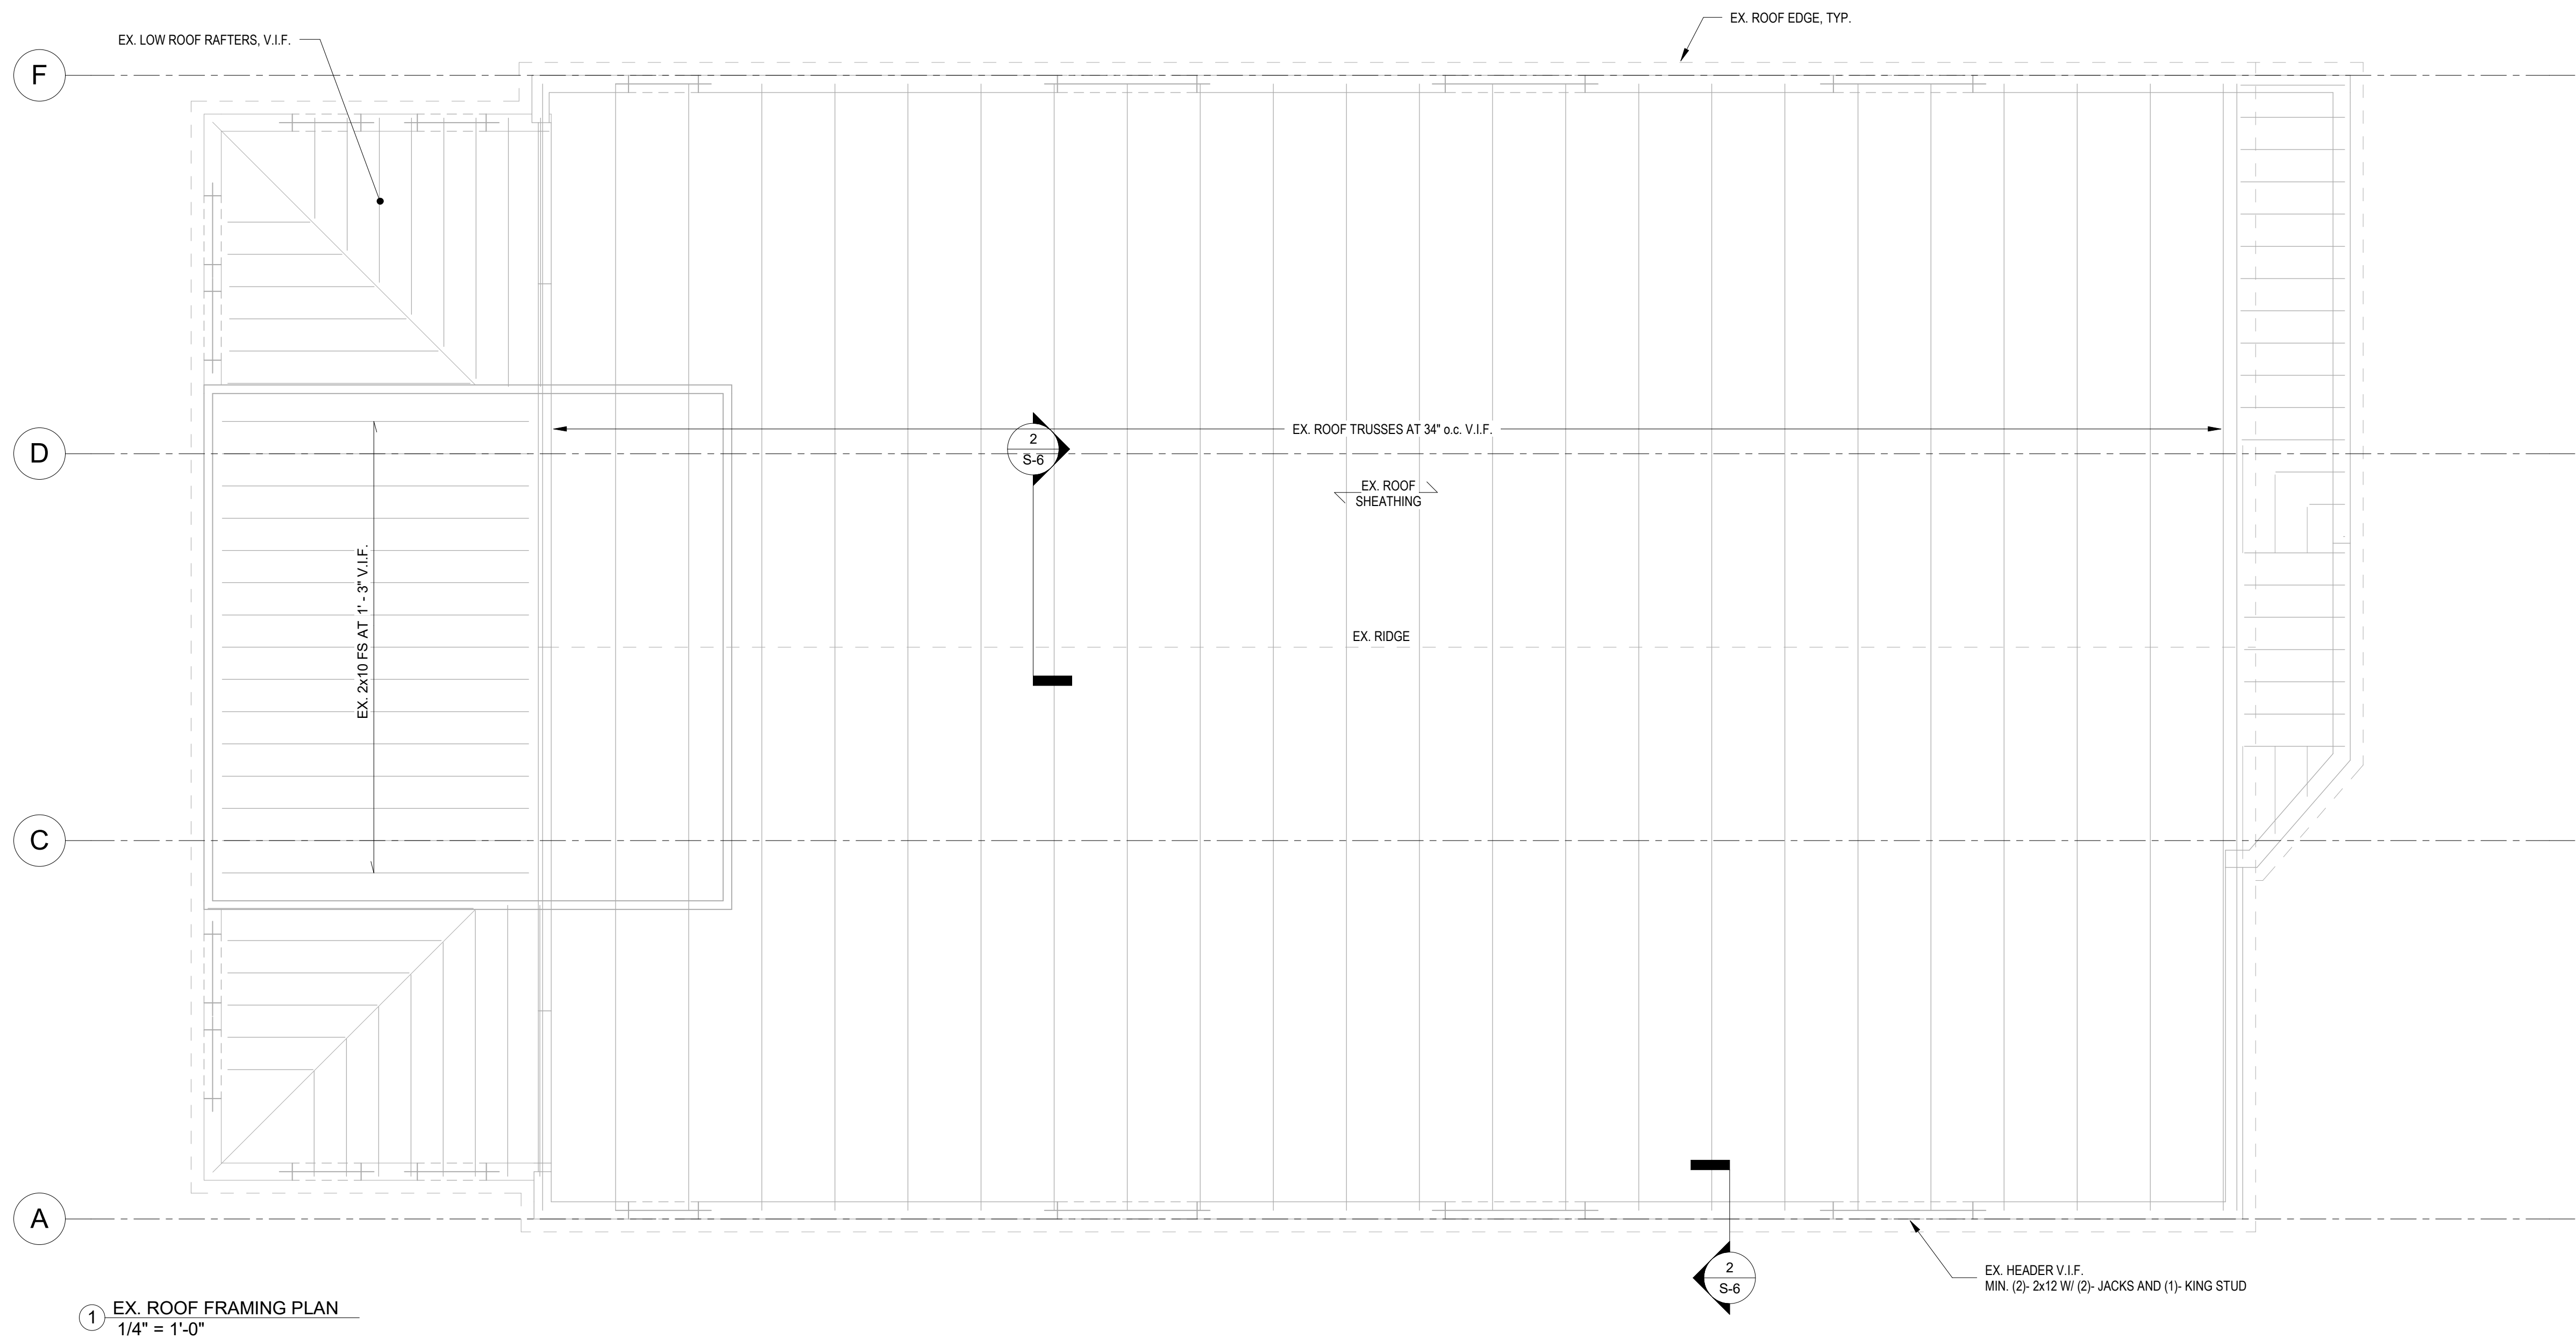 EX. ROOF EDGE, TYP.
EX. LOW ROOF RAFTERS, V.I.F.
F
D
2
S-6
EX. ROOF TRUSSES AT 34" o.c. V.I.F.
EX. ROOF
SHEATHING
EX. 2x10 FS AT 1' - 3" V.I.F.
EX. RIDGE
C
A
2
S-6
EX. HEADER V.I.F.
MIN. (2)- 2x12 W/ (2)- JACKS AND (1)- KING STUD
1
EX. ROOF FRAMING PLAN
1/4" = 1'-0"